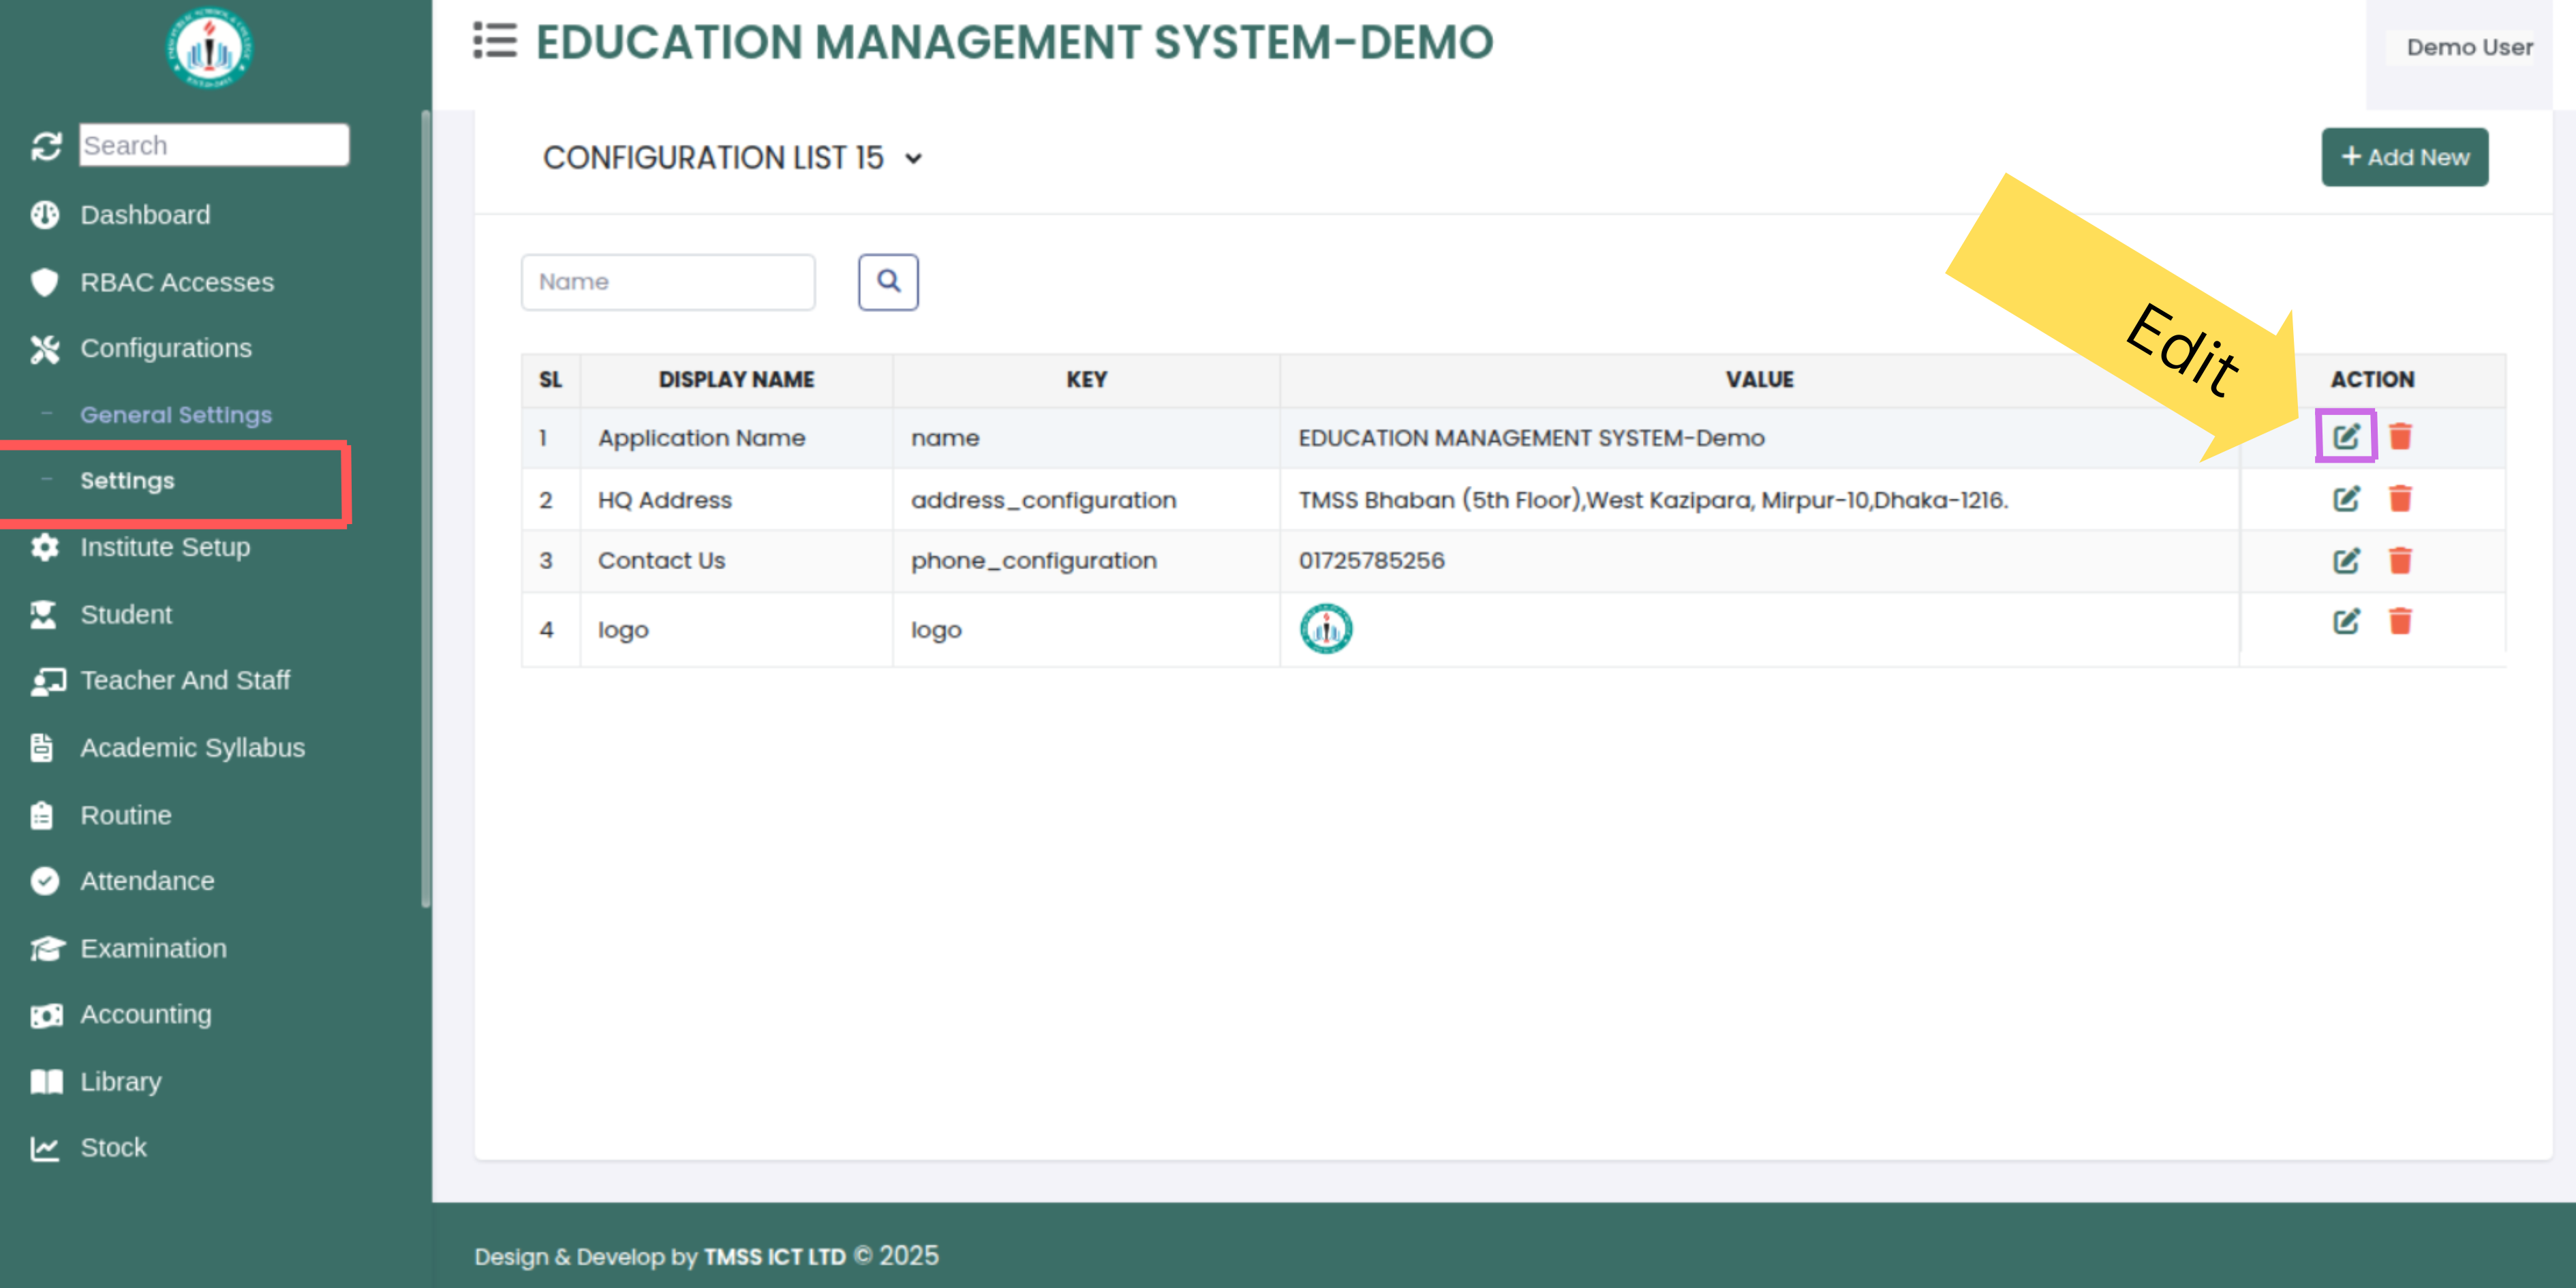 EDUCATION MANAGEMENT SYSTEM-DEMO
Demo User
Search
Dashboard
RBAC Accesses
Configurations
General Settings
Settings
Institute Setup
Student
Teacher And Staff
Academic Syllabus
Routine
Attendance
Examination
Accounting
Library
Stock
CONFIGURATION LIST 15
+ Add New
Name
Edit
SL DISPLAY NAME KEY VALUE ACTION
1 Application Name name EDUCATION MANAGEMENT SYSTEM-Demo
2 HQ Address address_configuration TMSS Bhaban (5th Floor),West Kazipara, Mirpur-10,Dhaka-1216.
3 Contact Us phone_configuration 01725785256
4 logo logo
Design & Develop by TMSS ICT LTD © 2025